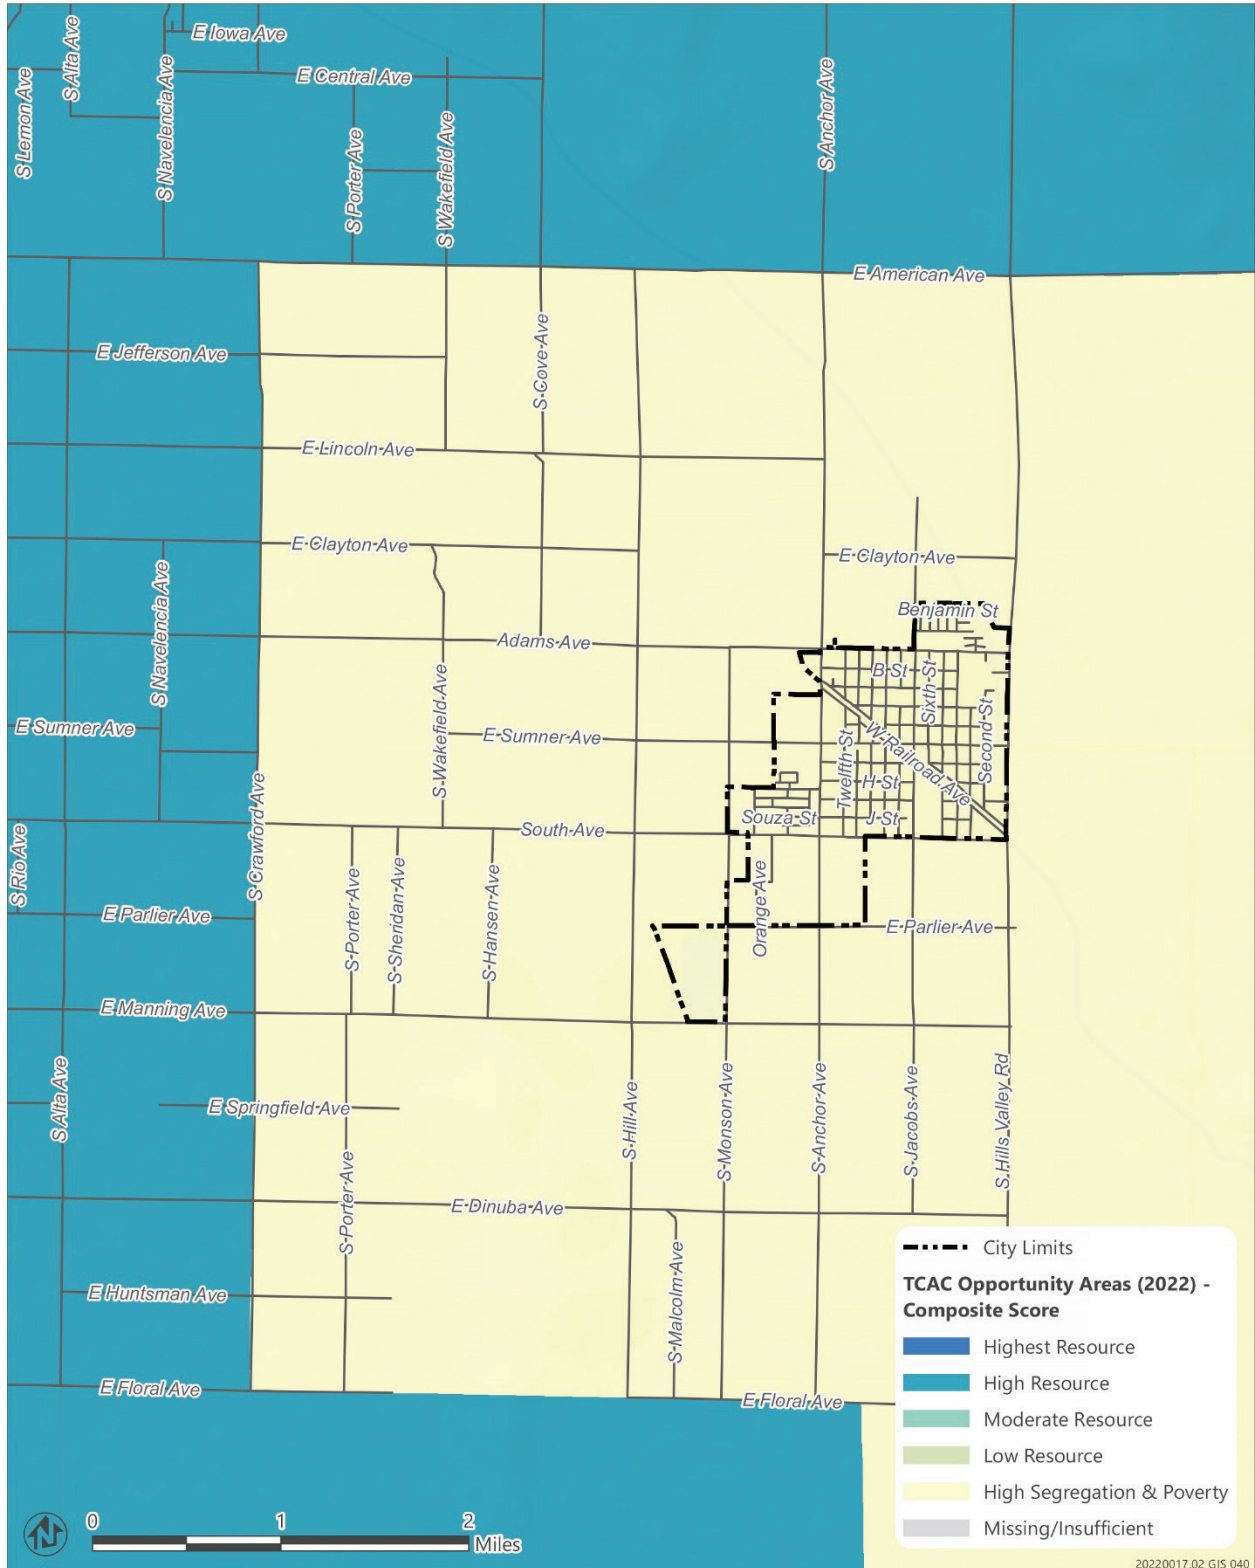 E Iowa Ave
S Alta Ave
S Lemon Ave
S Navelencia Ave
E Central Ave
S Porter Ave
S Wakefield Ave
S Anchor Ave
E American Ave
E Jefferson Ave
S Cove Ave
E Lincoln Ave
E Clayton Ave
E Clayton Ave
S Navelencia Ave
Benjamin St
Adams Ave
B St
Sixth St
S Wakefield Ave
E Sumner Ave
E Sumner Ave
W Railroad Ave
Second St
Twelfth St
H St
S Crawford Ave
Souza St
J St
South Ave
S Rio Ave
E Parlier Ave
S Porter Ave
S Sheridan Ave
S Hansen Ave
Orange Ave
E Parlier Ave
E Manning Ave
S Alta Ave
E Springfield Ave
S Hill Ave
S Monson Ave
S Anchor Ave
S Jacobs Ave
S Hills Valley Rd
S Porter Ave
E Dinuba Ave
S Malcolm Ave
E Huntsman Ave
E Floral Ave
E Floral Ave
City Limits
TCAC Opportunity Areas (2022) -
Composite Score
Highest Resource
High Resource
Moderate Resource
Low Resource
High Segregation & Poverty
Missing/Insufficient
N
0 1 2
Miles
20220017.02 GIS 040